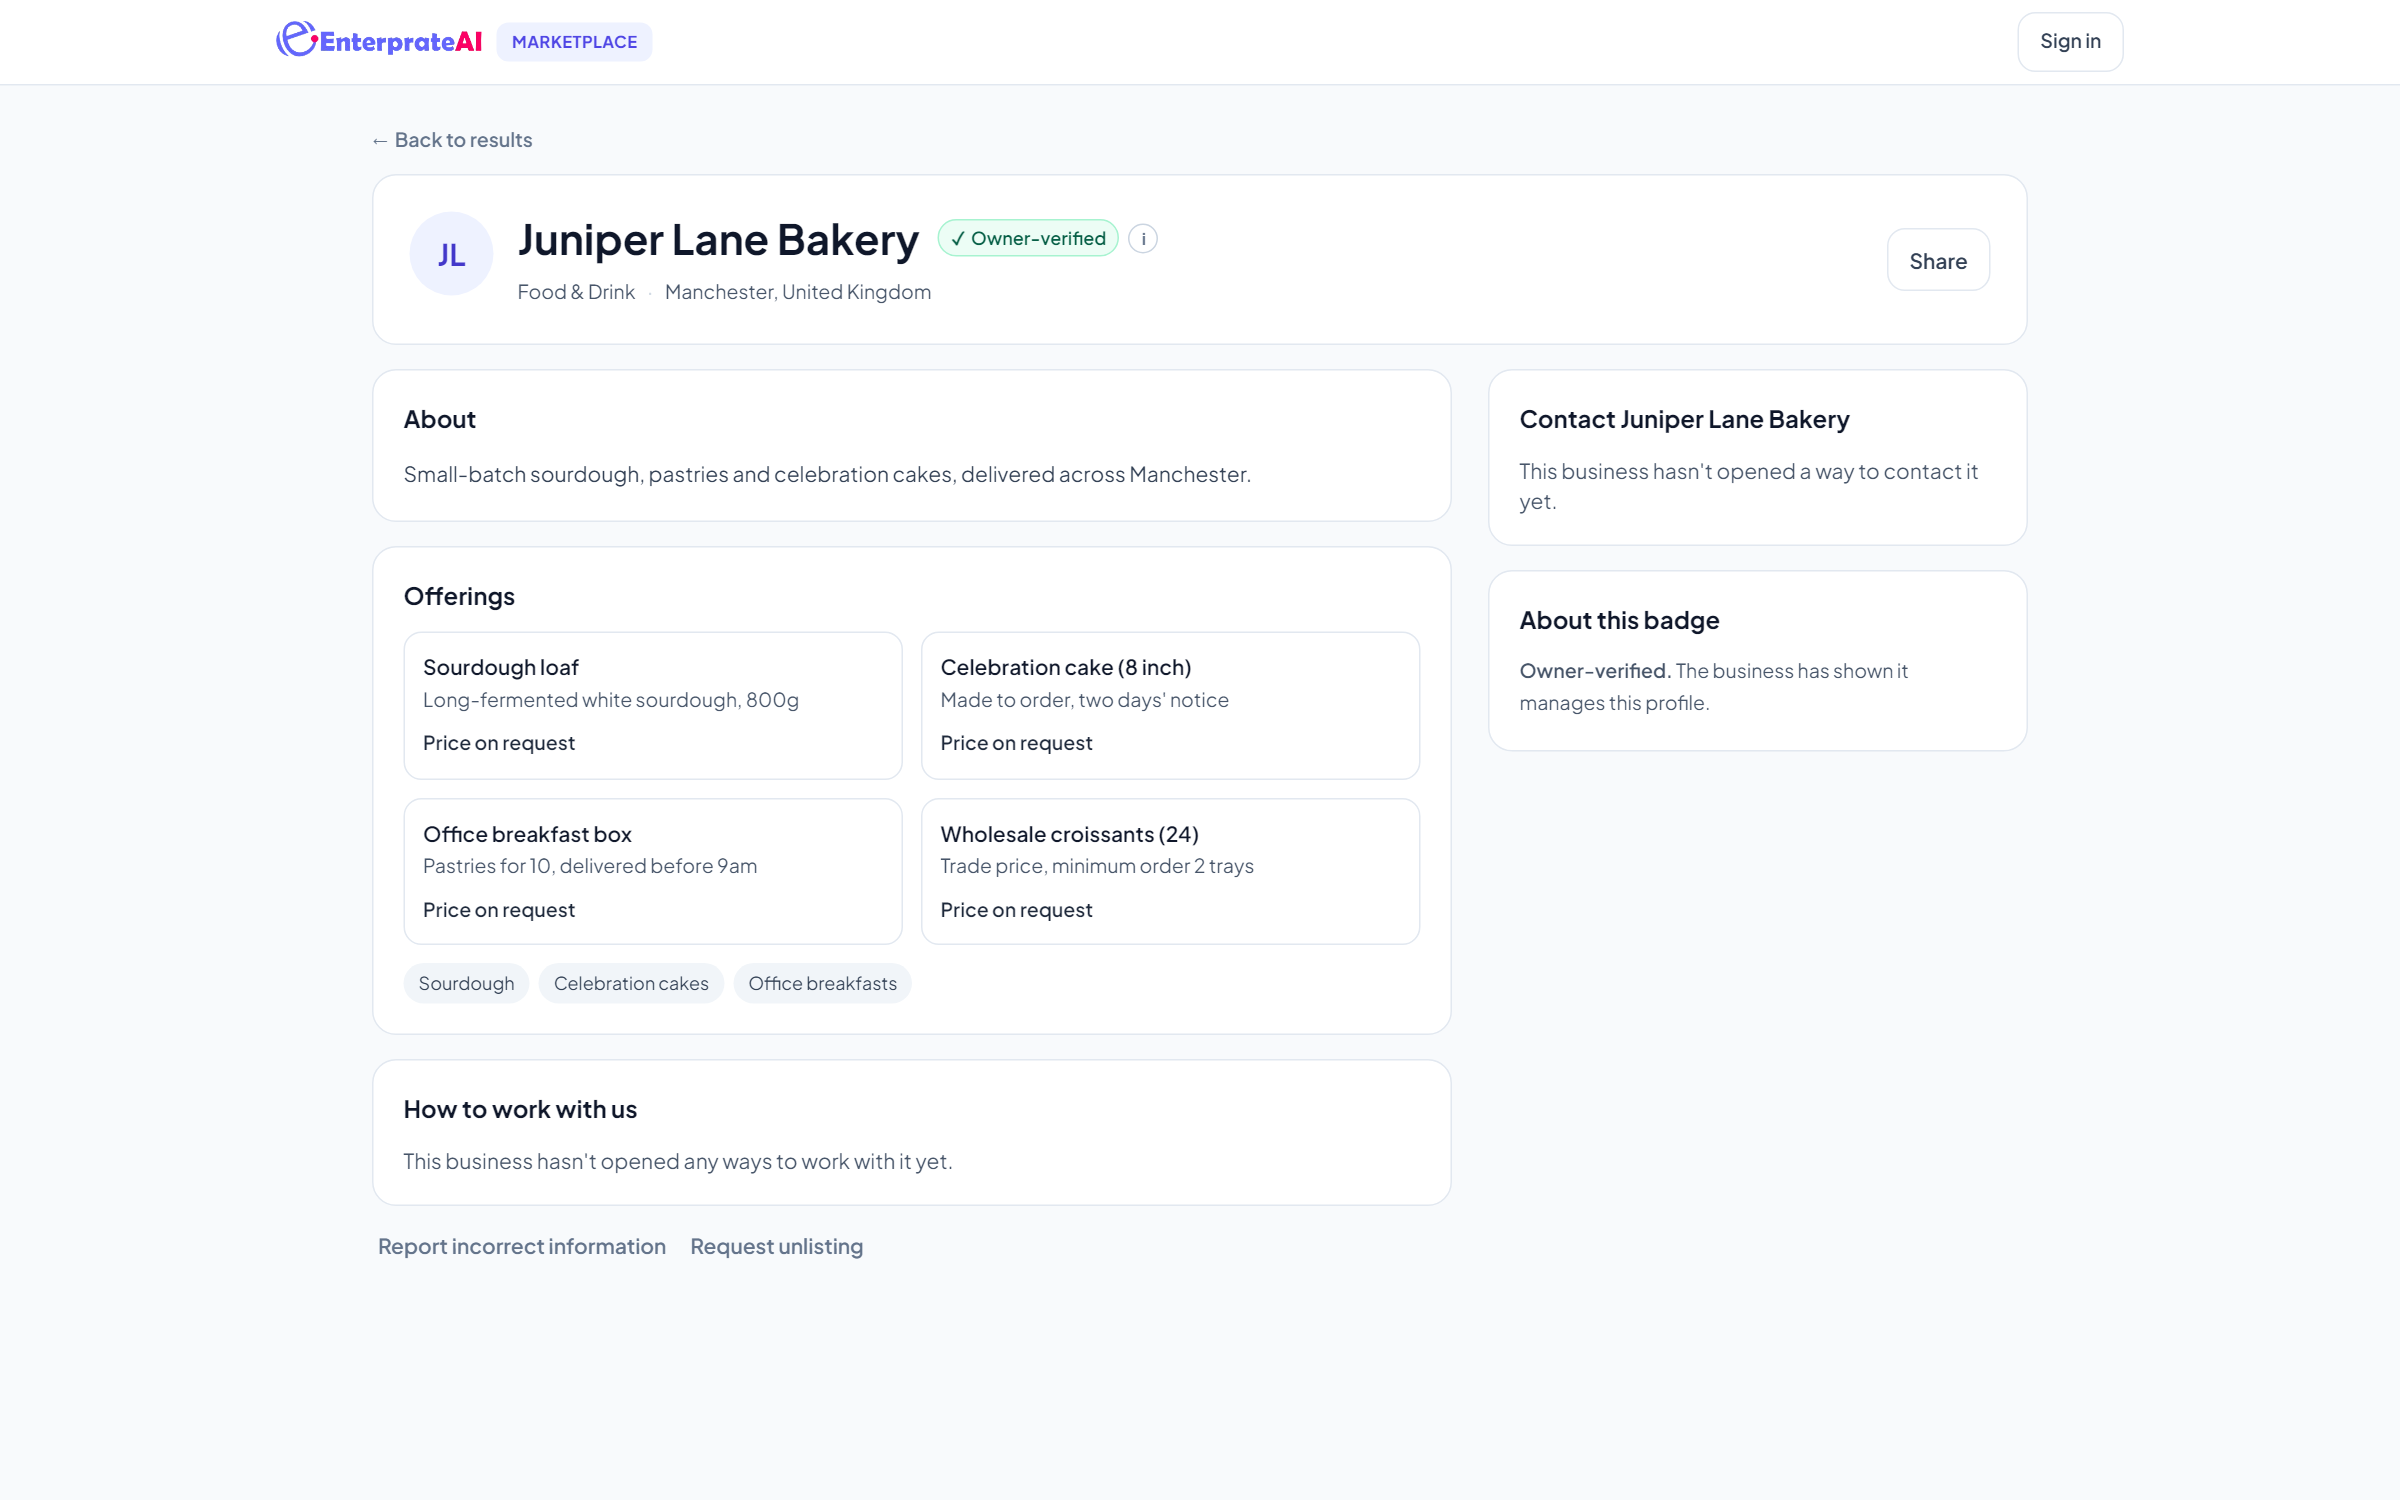 EnterprateAI MARKETPLACE
Sign in
← Back to results
JL
Juniper Lane Bakery ✓ Owner-verified i
Food & Drink · Manchester, United Kingdom
Share
About
Small-batch sourdough, pastries and celebration cakes, delivered across Manchester.
Offerings
Sourdough loaf
Long-fermented white sourdough, 800g
Price on request
Celebration cake (8 inch)
Made to order, two days' notice
Price on request
Office breakfast box
Pastries for 10, delivered before 9am
Price on request
Wholesale croissants (24)
Trade price, minimum order 2 trays
Price on request
Sourdough Celebration cakes Office breakfasts
How to work with us
This business hasn't opened any ways to work with it yet.
Report incorrect information Request unlisting
Contact Juniper Lane Bakery
This business hasn't opened a way to contact it
yet.
About this badge
Owner-verified. The business has shown it
manages this profile.